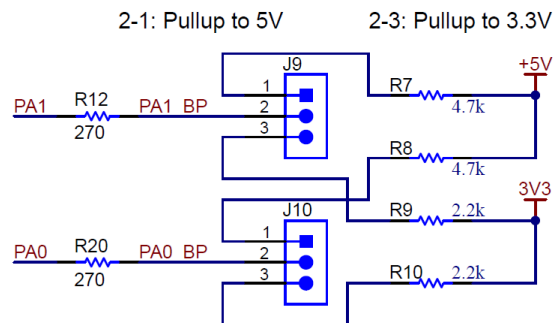 2-1: Pullup to 5V 2-3: Pullup to 3.3V
J9
R7
+5V
1
4.7k
PA1 R12 PA1_BP 2
270
3
R8
4.7k
3V3
J10
R9 2.2k
1
PA0 R20 PA0_BP 2
270
3
R10 2.2k